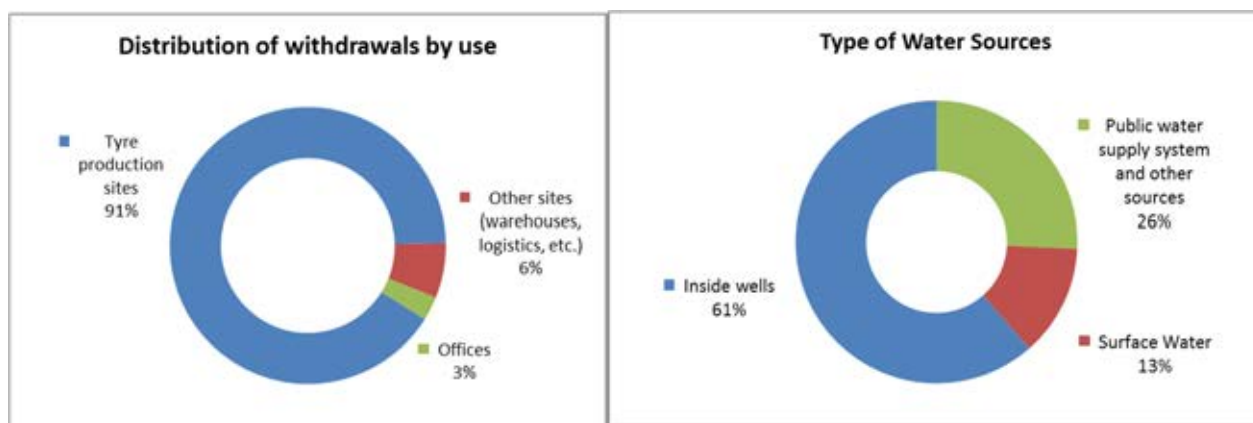 Distribution of withdrawals by use
Tyre
production
sites
91%
Other sites
(warehouses,
logistics, etc.)
6%
Offices
3%
Type of Water Sources
Public water
supply system
and other
sources
26%
Inside wells
61%
Surface Water
13%